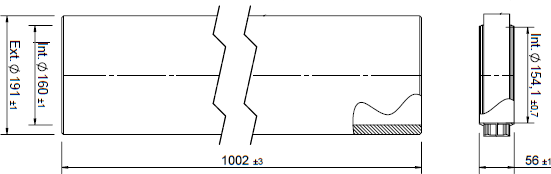 Ext. Ø 191 ±1
Int. Ø 160 ±1
Int. Ø 154,1 ±0,7
1002 ±3
56 ±1